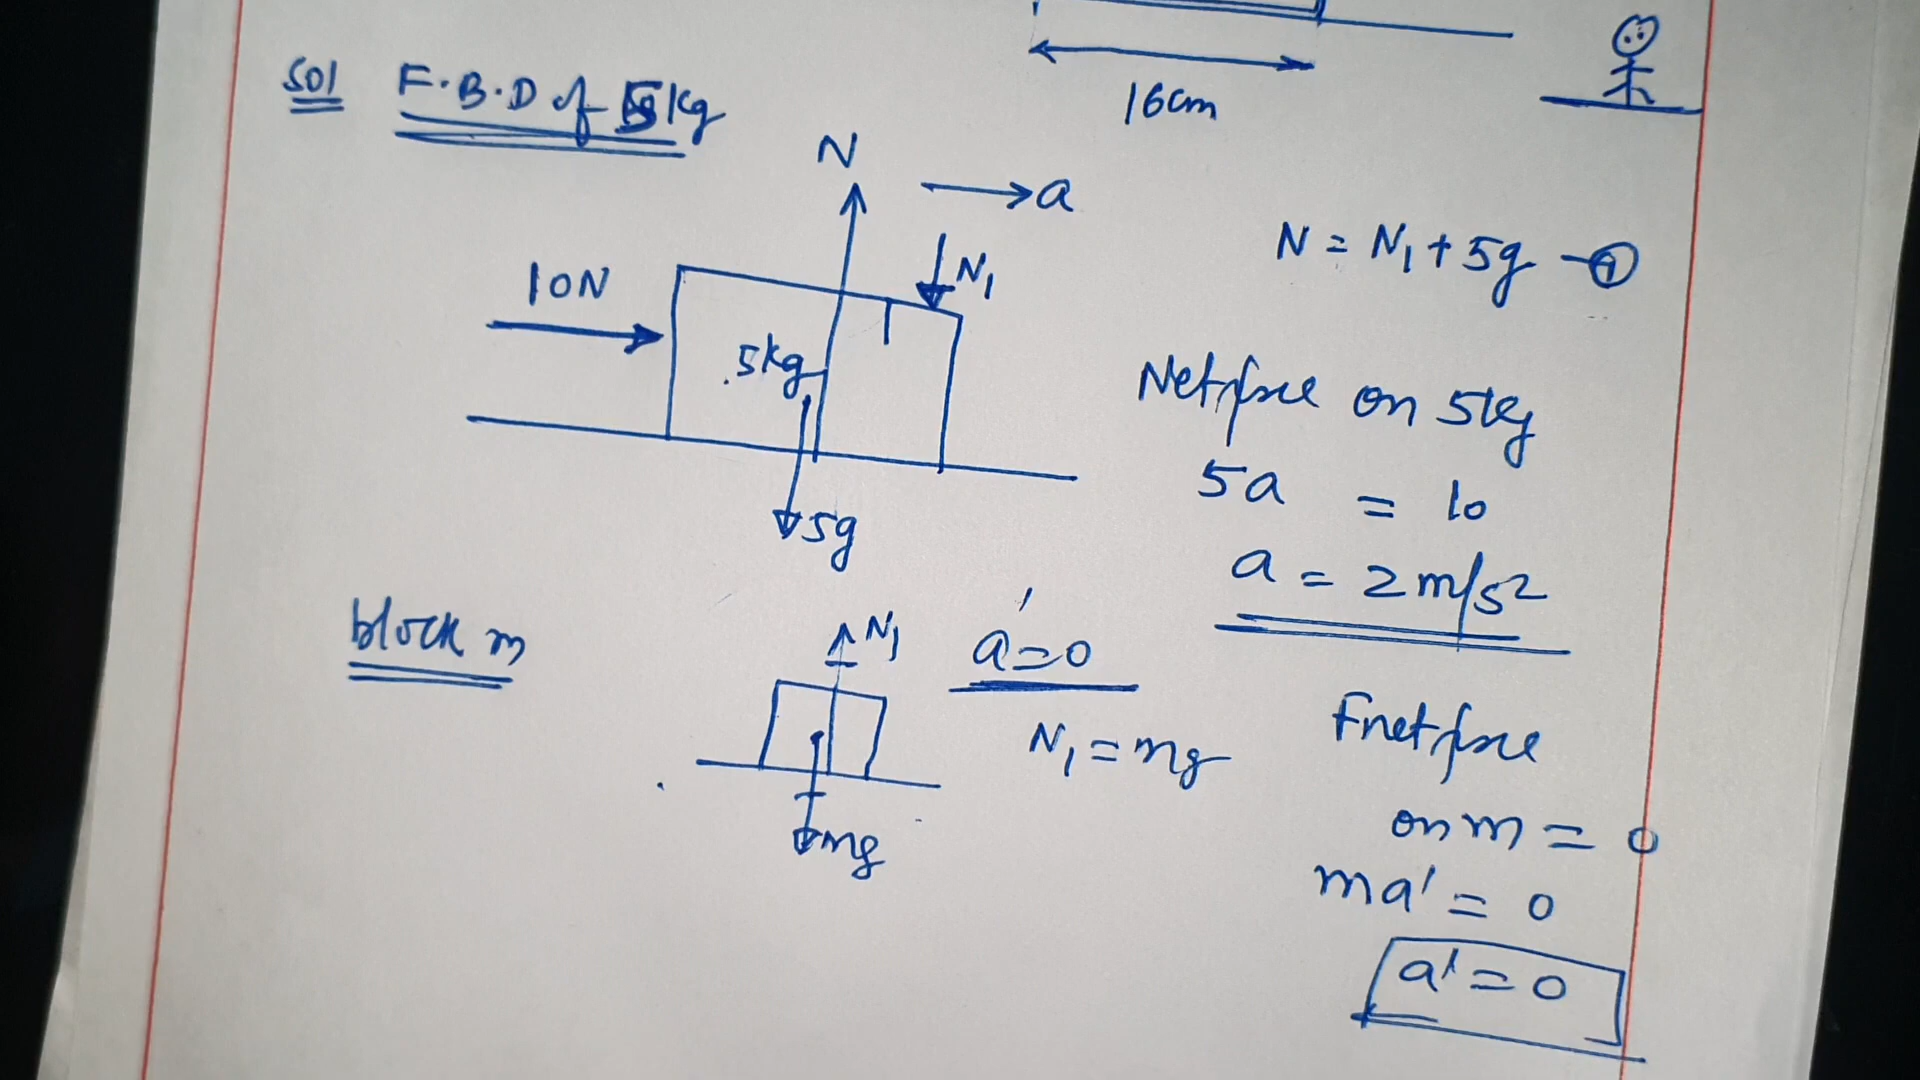 16cm
Sol F.B.D of 5kg
N
a
N₁
10N
5kg
5g
N = N₁ + 5g -①
Net force on 5kg
5a = 10
a = 2 m/s²
block m
N₁
a' = 0
N₁ = mg
mg
Fnet force
on m = 0
ma' = 0
a' = 0